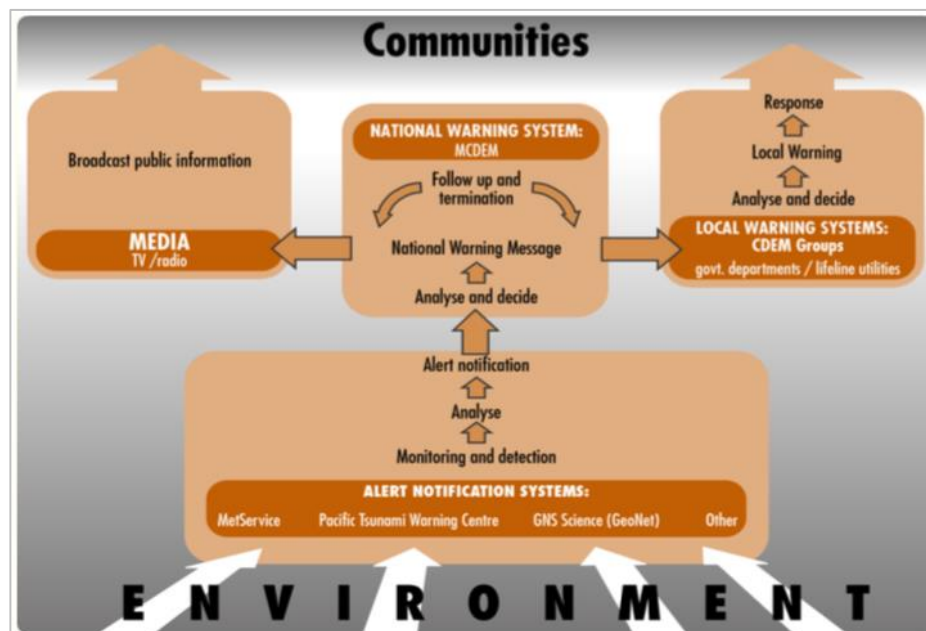 Communities
Broadcast public information
MEDIA
TV /radio
NATIONAL WARNING SYSTEM:
MCDEM
Follow up and
termination
National Warning Message
Analyse and decide
Response
Local Warning
Analyse and decide
LOCAL WARNING SYSTEMS:
CDEM Groups
govt. departments / lifeline utilities
Alert notification
Analyse
Monitoring and detection
ALERT NOTIFICATION SYSTEMS:
MetService Pacific Tsunami Warning Centre GNS Science (GeoNet) Other
ENVIRONMENT